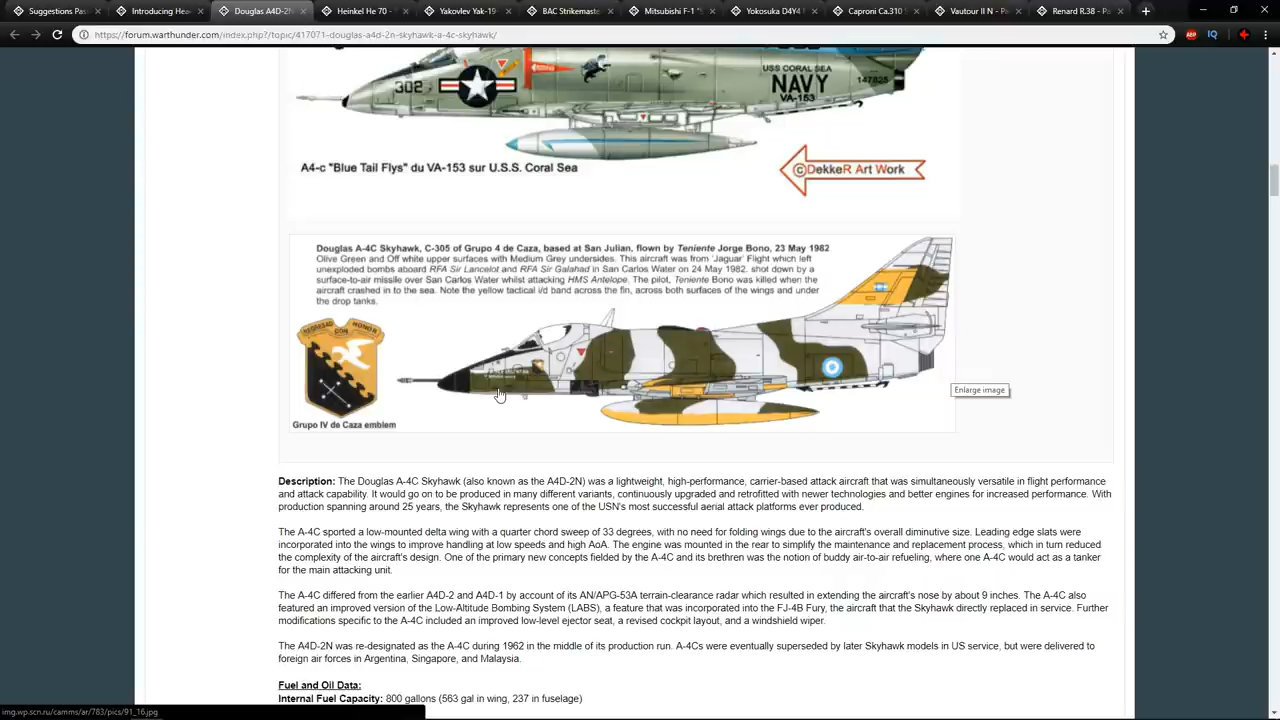 Suggestions Pas
Introducing Hea
Douglas A4D-2N
Heinkel He 70 -
Yakovlev Yak-19
BAC Strikemaste
Mitsubishi F-1
Yokosuka D4Y4
Caproni Ca.310
Vautour II N - Pa
Renard R.38 - Pa
https://forum.warthunder.com/index.php?/topic/417071-douglas-a4d-2n-skyhawk-a-4c-skyhawk/
ABP
IQ
302
USS CORAL SEA
NAVY
VA-153
147825
A4-c "Blue Tail Flys" du VA-153 sur U.S.S. Coral Sea
©DekkeR Art Work
Douglas A-4C Skyhawk, C-305 of Grupo 4 de Caza, based at San Julian, flown by Teniente Jorge Bono, 23 May 1982
Olive Green and Off white upper surfaces with Medium Grey undersides. This aircraft was from 'Jaguar' Flight which left
unexploded bombs aboard RFA Sir Lancelot and RFA Sir Galahad in San Carlos Water on 24 May 1982. shot down by a
surface-to-air missile over San Carlos Water whilst attacking HMS Antelope. The pilot, Teniente Bono was killed when the
aircraft crashed in to the sea. Note the yellow tactical i/d band across the fin, across both surfaces of the wings and under
the drop tanks.
REGRESAD CON HONOR
Enlarge image
Grupo IV de Caza emblem
Description: The Douglas A-4C Skyhawk (also known as the A4D-2N) was a lightweight, high-performance, carrier-based attack aircraft that was simultaneously versatile in flight performance
and attack capability. It would go on to be produced in many different variants, continuously upgraded and retrofitted with newer technologies and better engines for increased performance. With
production spanning around 25 years, the Skyhawk represents one of the USN's most successful aerial attack platforms ever produced.
The A-4C sported a low-mounted delta wing with a quarter chord sweep of 33 degrees, with no need for folding wings due to the aircraft's overall diminutive size. Leading edge slats were
incorporated into the wings to improve handling at low speeds and high AoA. The engine was mounted in the rear to simplify the maintenance and replacement process, which in turn reduced
the complexity of the aircraft's design. One of the primary new concepts fielded by the A-4C and its brethren was the notion of buddy air-to-air refueling, where one A-4C would act as a tanker
for the main attacking unit.
The A-4C differed from the earlier A4D-2 and A4D-1 by account of its AN/APG-53A terrain-clearance radar which resulted in extending the aircraft's nose by about 9 inches. The A-4C also
featured an improved version of the Low-Altitude Bombing System (LABS), a feature that was incorporated into the FJ-4B Fury, the aircraft that the Skyhawk directly replaced in service. Further
modifications specific to the A-4C included an improved low-level ejector seat, a revised cockpit layout, and a windshield wiper.
The A4D-2N was re-designated as the A-4C during 1962 in the middle of its production run. A-4Cs were eventually superseded by later Skyhawk models in US service, but were delivered to
foreign air forces in Argentina, Singapore, and Malaysia.
Fuel and Oil Data:
Internal Fuel Capacity: 800 gallons (563 gal in wing, 237 in fuselage)
img.wp.scn.ru/camms/ar/783/pics/91_16.jpg